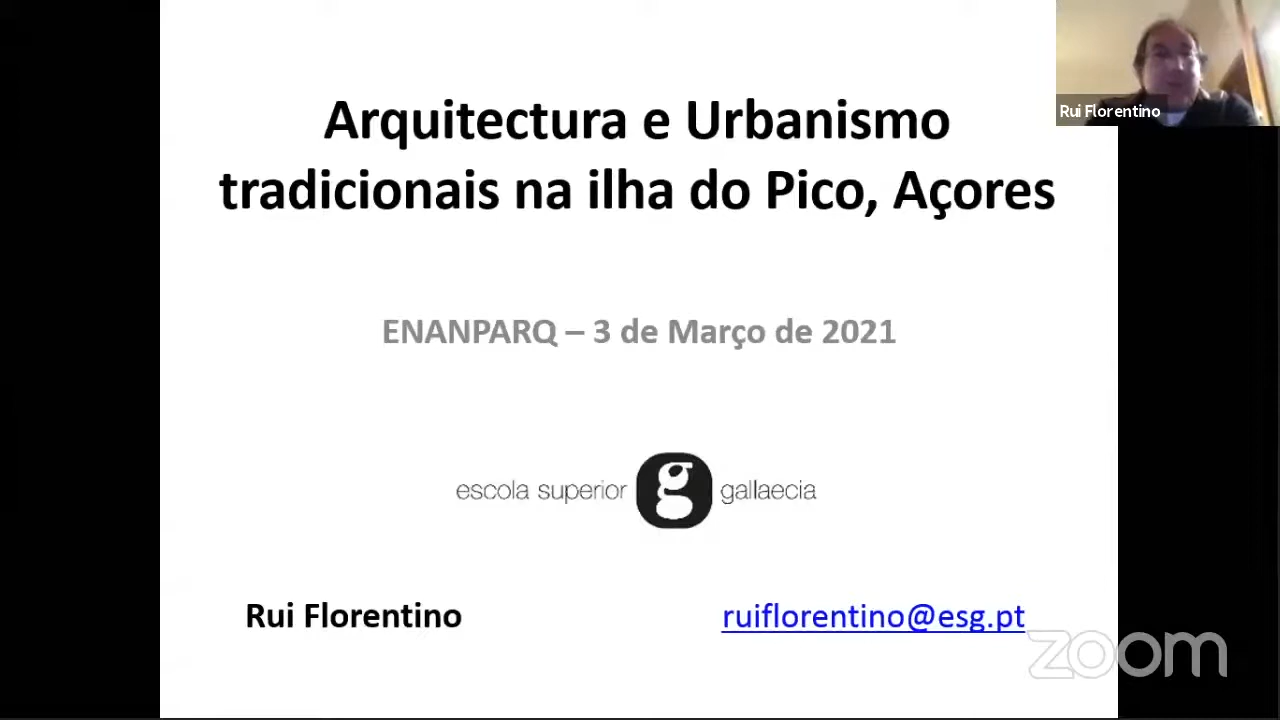 Arquitectura e Urbanismo
tradicionais na ilha do Pico, Açores
Rui Florentino
ENANPARQ – 3 de Março de 2021
escola superior g gallaecia
Rui Florentino
ruiflorentino@esg.pt
zoom